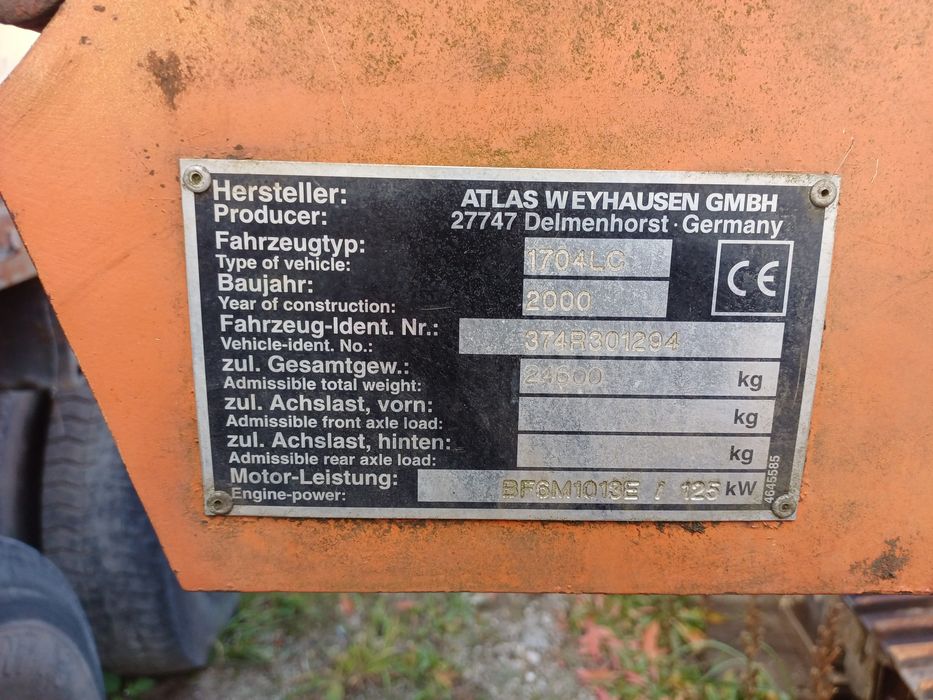 Hersteller: ATLAS WEYHAUSEN GMBH
Producer: 27747 Delmenhorst · Germany
Fahrzeugtyp:
Type of vehicle: 1704LC
Baujahr:
Year of construction: 2000
CE
Fahrzeug-Ident. Nr.:
Vehicle-ident. No.: 374R301294
zul. Gesamtgew.:
Admissible total weight: 24600 kg
zul. Achslast, vorn:
Admissible front axle load: kg
zul. Achslast, hinten:
Admissible rear axle load: kg
Motor-Leistung:
Engine-power: BF6M1013E / 125 kW
4645585